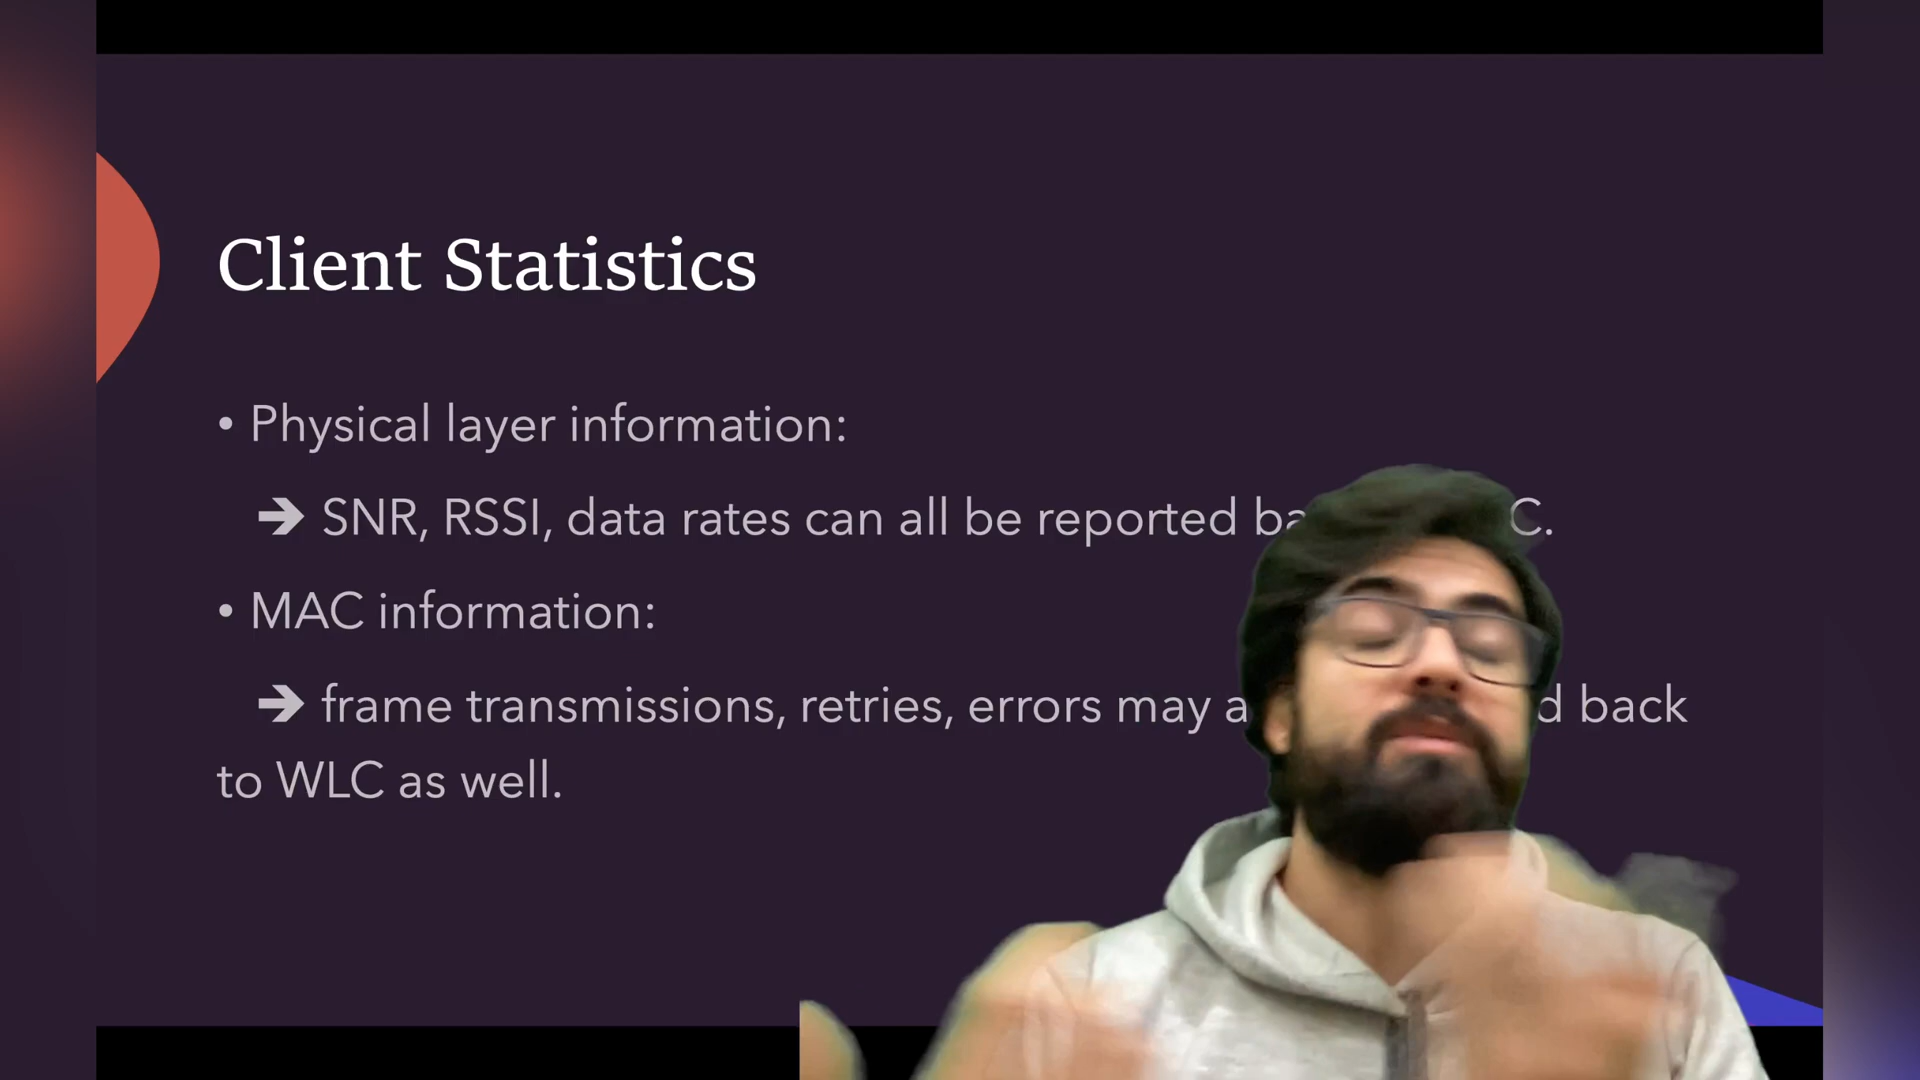 Client Statistics
• Physical layer information:
➔ SNR, RSSI, data rates can all be reported C.
• MAC information:
➔ frame transmissions, retries, errors may back
to WLC as well.